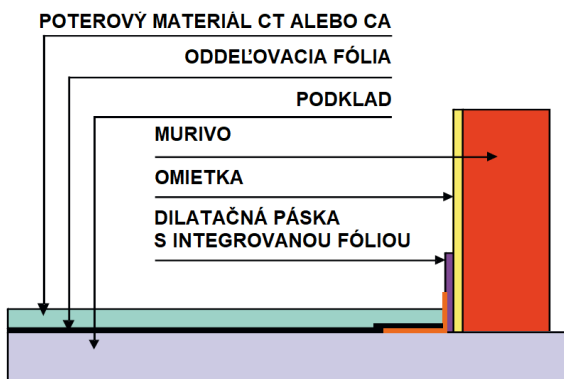 POTEROVÝ MATERIÁL CT ALEBO CA
ODDEĽOVACIA FÓLIA
PODKLAD
MURIVO
OMIETKA
DILATAČNÁ PÁSKA
S INTEGROVANOU FÓLIOU